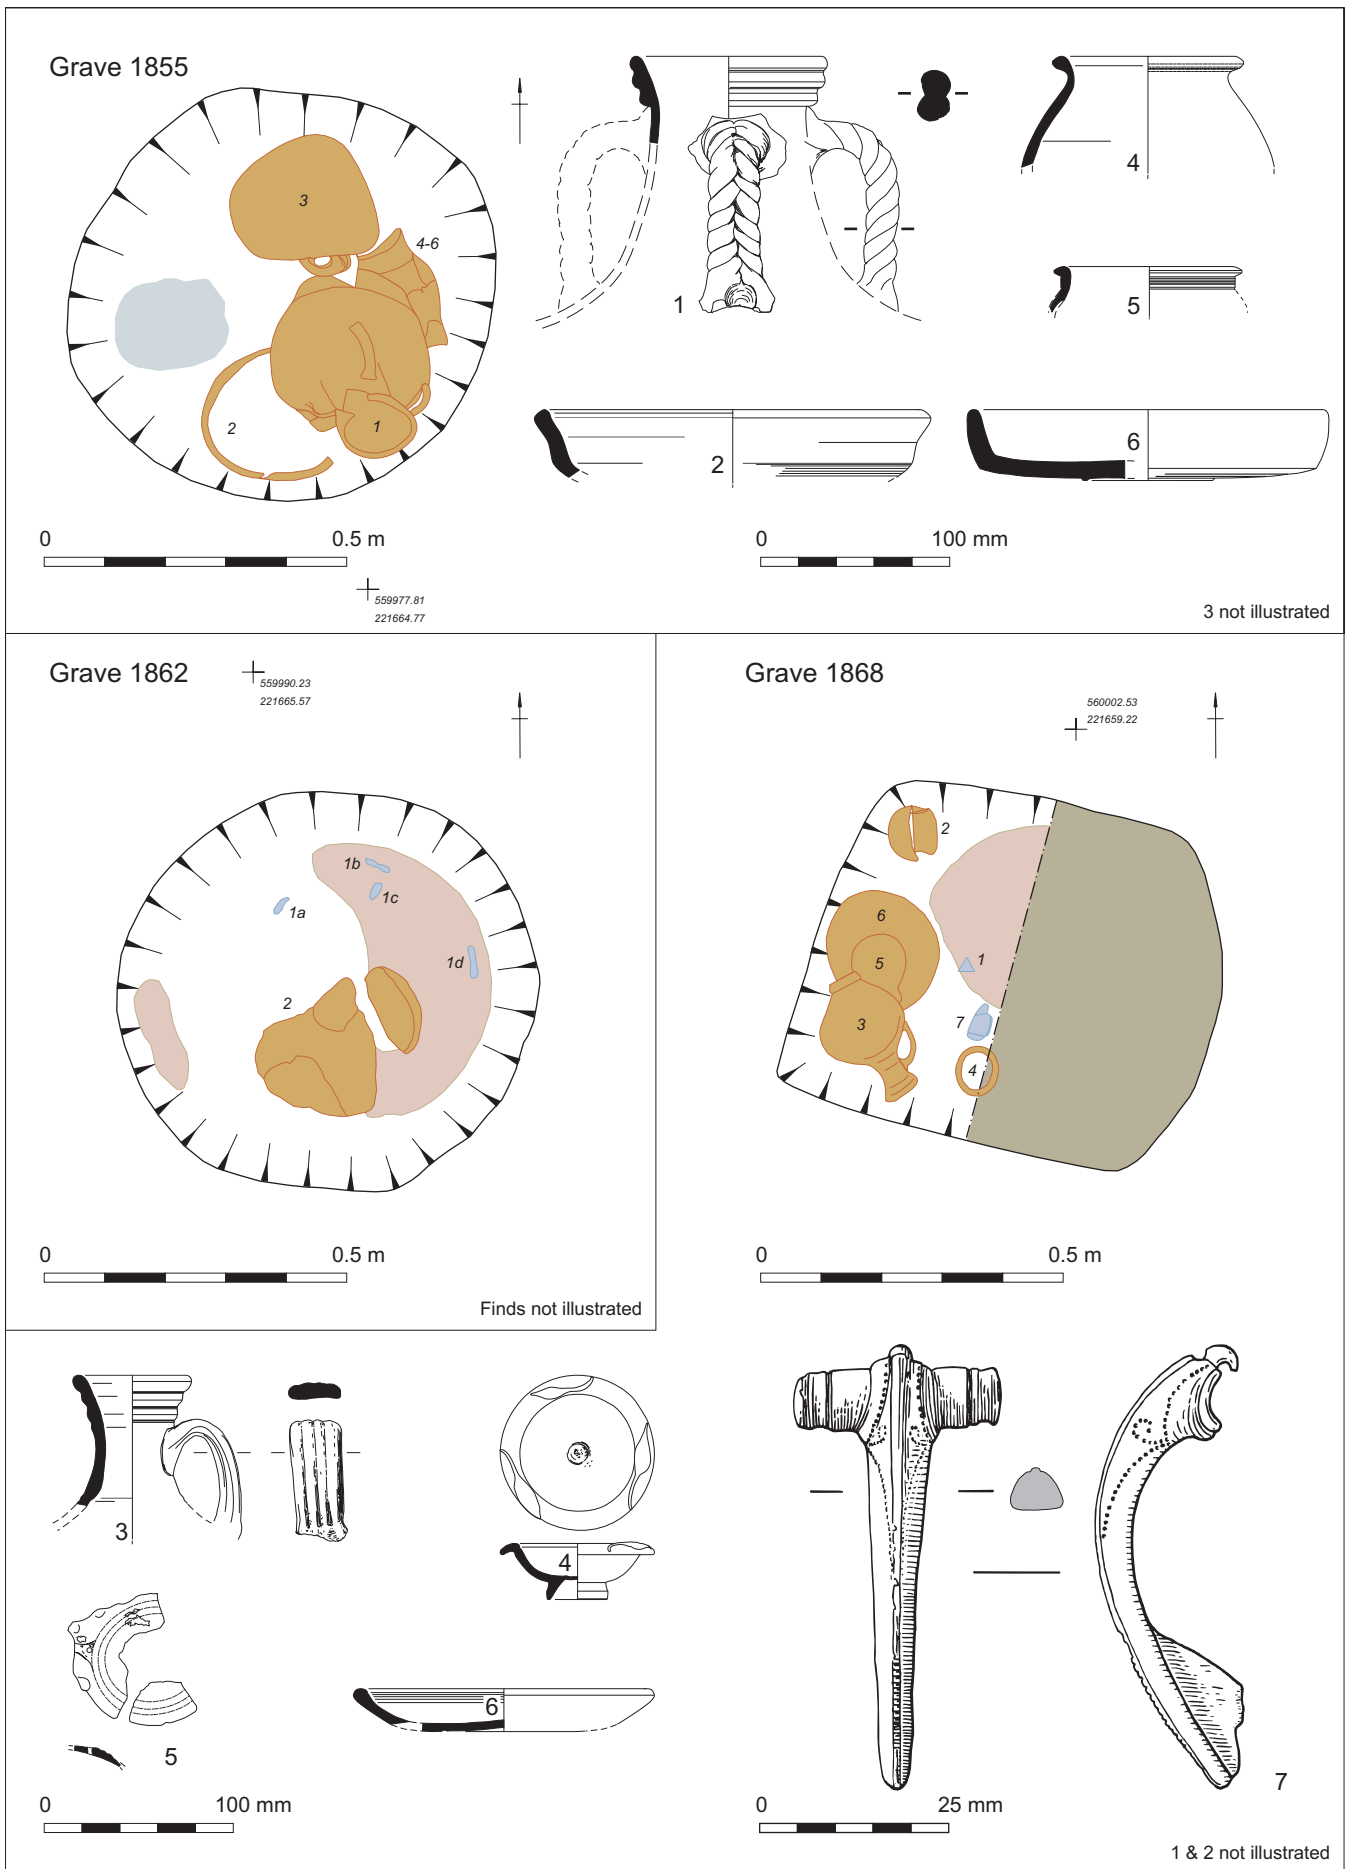 Grave 1855
3
4-6
2
1
1
4
5
2
6
0 0.5 m
0 100 mm
559977.81
221664.77
3 not illustrated
Grave 1862
559990.23
221665.57
1b
1c
1a
1d
2
0 0.5 m
Finds not illustrated
Grave 1868
560002.53
221659.22
2
6
5
1
3
7
4
0 0.5 m
3
4
5
6
7
0 100 mm
0 25 mm
1 & 2 not illustrated